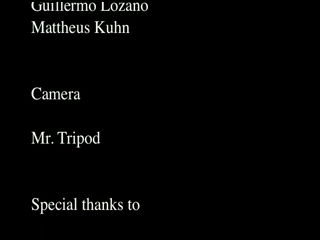 Guillermo Lozano
Mattheus Kuhn
Camera
Mr. Tripod
Special thanks to